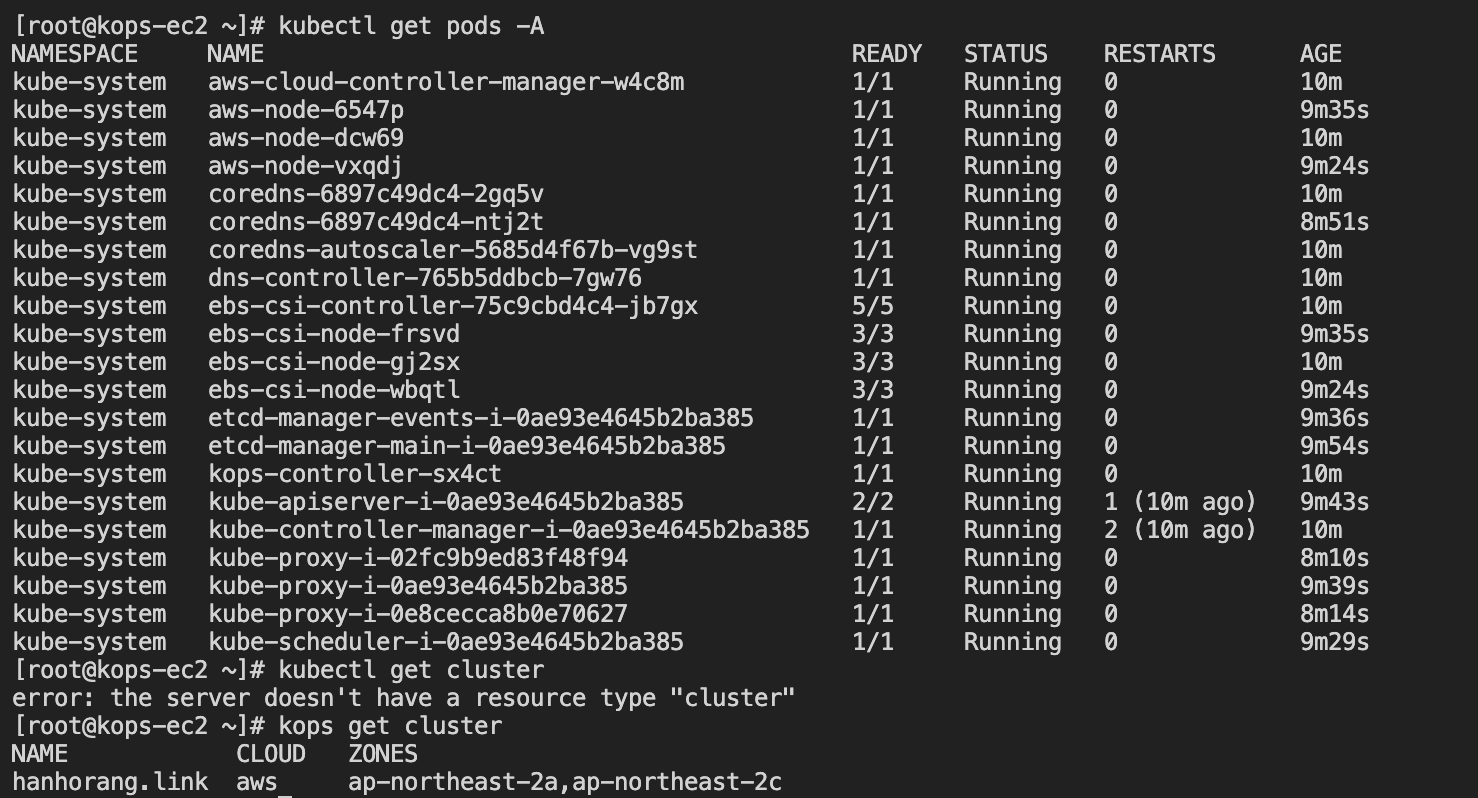 [root@kops-ec2 ~]# kubectl get pods -A
NAMESPACE     NAME                                          READY   STATUS    RESTARTS      AGE
kube-system   aws-cloud-controller-manager-w4c8m            1/1     Running   0             10m
kube-system   aws-node-6547p                                1/1     Running   0             9m35s
kube-system   aws-node-dcw69                                1/1     Running   0             10m
kube-system   aws-node-vxqdj                                1/1     Running   0             9m24s
kube-system   coredns-6897c49dc4-2gq5v                      1/1     Running   0             10m
kube-system   coredns-6897c49dc4-ntj2t                      1/1     Running   0             8m51s
kube-system   coredns-autoscaler-5685d4f67b-vg9st           1/1     Running   0             10m
kube-system   dns-controller-765b5ddbcb-7gw76               1/1     Running   0             10m
kube-system   ebs-csi-controller-75c9cbd4c4-jb7gx           5/5     Running   0             10m
kube-system   ebs-csi-node-frsvd                            3/3     Running   0             9m35s
kube-system   ebs-csi-node-gj2sx                            3/3     Running   0             10m
kube-system   ebs-csi-node-wbqtl                            3/3     Running   0             9m24s
kube-system   etcd-manager-events-i-0ae93e4645b2ba385       1/1     Running   0             9m36s
kube-system   etcd-manager-main-i-0ae93e4645b2ba385         1/1     Running   0             9m54s
kube-system   kops-controller-sx4ct                         1/1     Running   0             10m
kube-system   kube-apiserver-i-0ae93e4645b2ba385            2/2     Running   1 (10m ago)   9m43s
kube-system   kube-controller-manager-i-0ae93e4645b2ba385   1/1     Running   2 (10m ago)   10m
kube-system   kube-proxy-i-02fc9b9ed83f48f94                1/1     Running   0             8m10s
kube-system   kube-proxy-i-0ae93e4645b2ba385                1/1     Running   0             9m39s
kube-system   kube-proxy-i-0e8cecca8b0e70627                1/1     Running   0             8m14s
kube-system   kube-scheduler-i-0ae93e4645b2ba385            1/1     Running   0             9m29s
[root@kops-ec2 ~]# kubectl get cluster
error: the server doesn't have a resource type "cluster"
[root@kops-ec2 ~]# kops get cluster
NAME            CLOUD   ZONES
hanhorang.link  aws     ap-northeast-2a,ap-northeast-2c